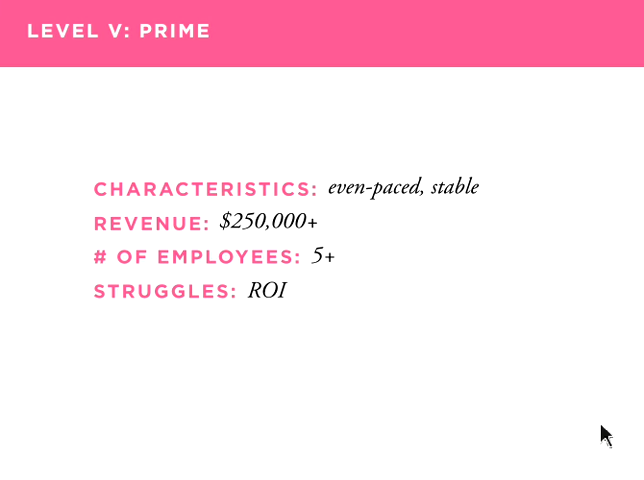 LEVEL V: PRIME
CHARACTERISTICS: even-paced, stable
REVENUE: $250,000+
# OF EMPLOYEES: 5+
STRUGGLES: ROI